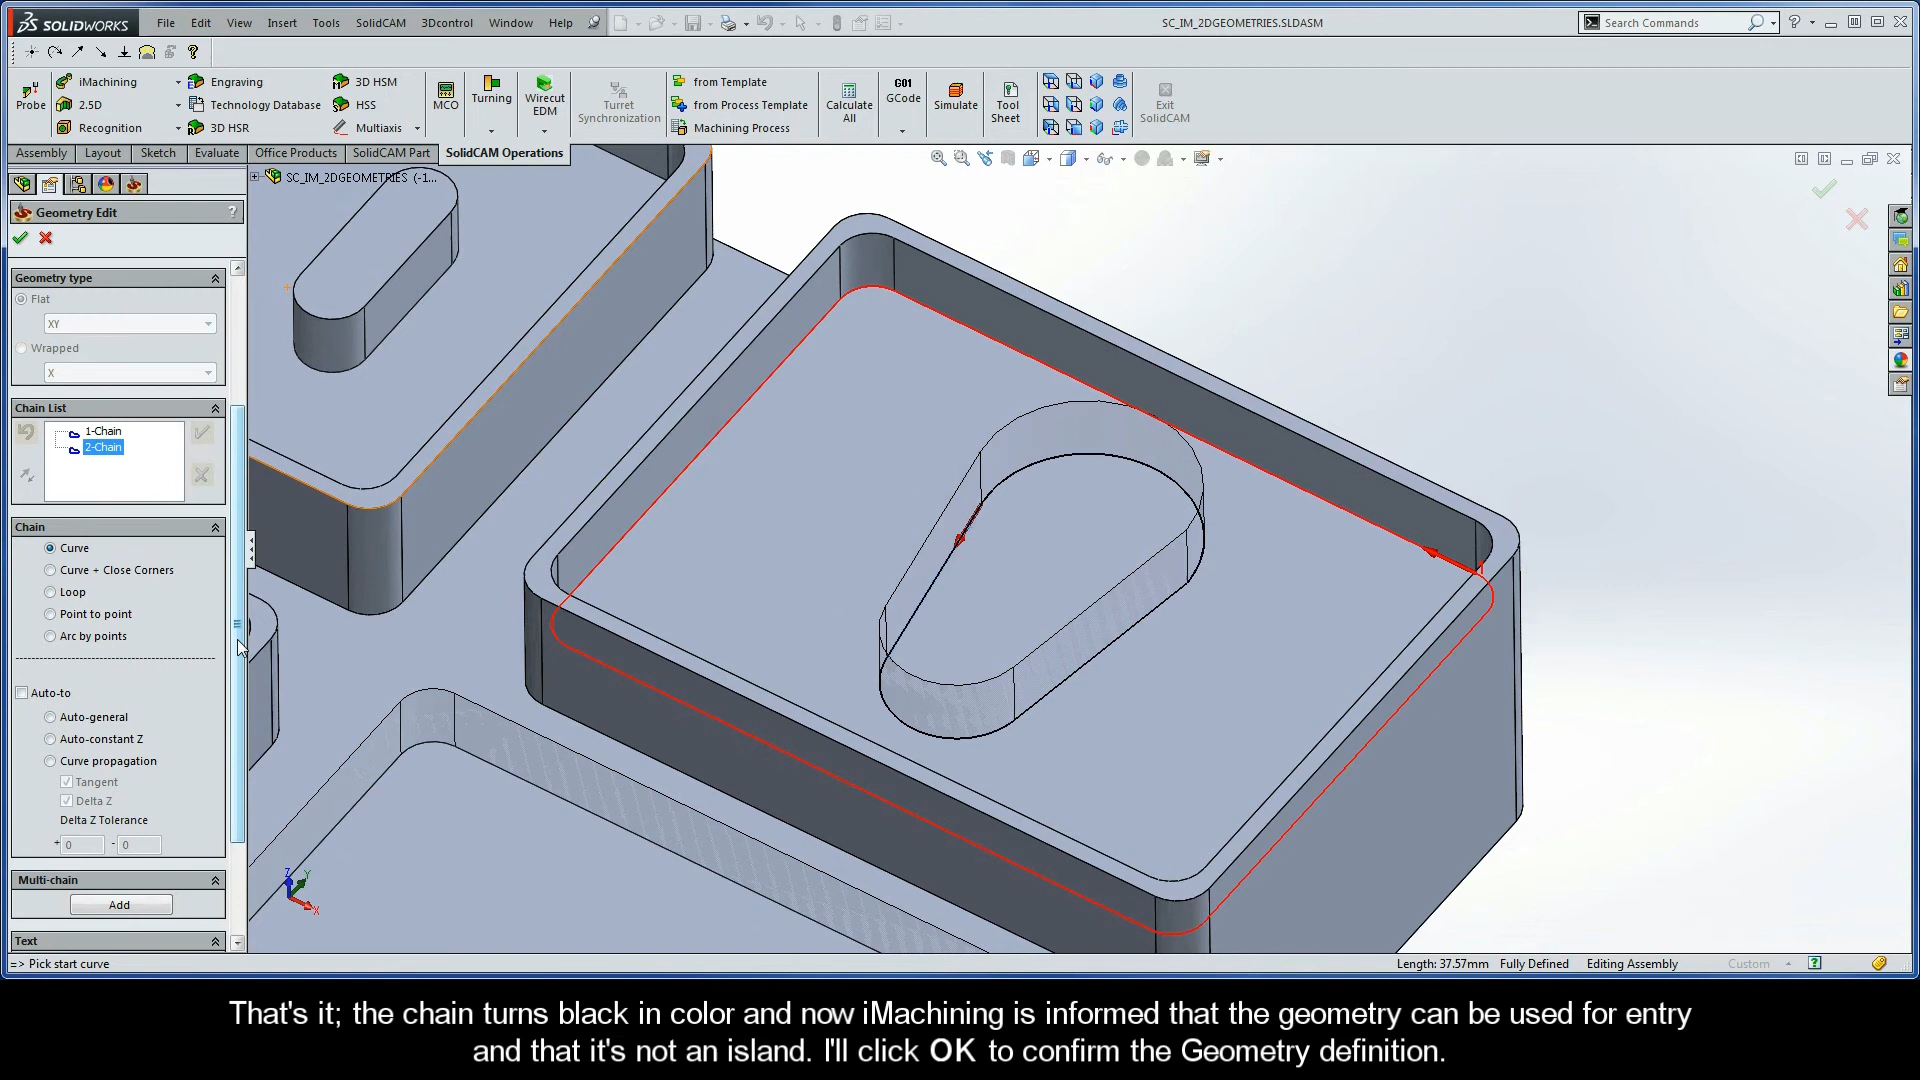 SOLIDWORKS File Edit View Insert Tools SolidCAM 3Dcontrol Window Help SC_IM_2DGEOMETRIES.SLDASM Search Commands
iMachining Engraving 3D HSM from Template
Probe 2.5D Technology Database HSS MCO Turning Wirecut EDM Turret Synchronization from Process Template Calculate All G01 GCode Simulate Tool Sheet Exit SolidCAM
Recognition 3D HSR Multiaxis Machining Process
Assembly Layout Sketch Evaluate Office Products SolidCAM Part SolidCAM Operations
SC_IM_2DGEOMETRIES (-1...
Geometry Edit ?
Geometry type
Flat
XY
Wrapped
X
Chain List
1-Chain
2-Chain
Chain
Curve
Curve + Close Corners
Loop
Point to point
Arc by points
Auto-to
Auto-general
Auto-constant Z
Curve propagation
Tangent
Delta Z
Delta Z Tolerance
+ 0 - 0
Multi-chain
Add
Text
Z Y X
=> Pick start curve Length: 37.57mm Fully Defined Editing Assembly Custom
That's it; the chain turns black in color and now iMachining is informed that the geometry can be used for entry
and that it's not an island. I'll click OK to confirm the Geometry definition.